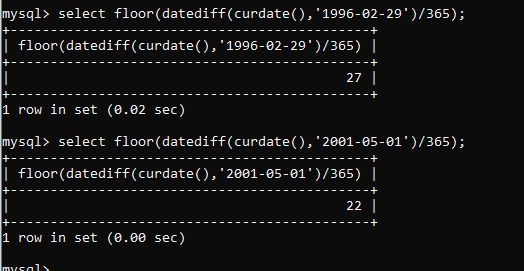 mysql> select floor(datediff(curdate(),'1996-02-29')/365);
+---------------------------------------------+
| floor(datediff(curdate(),'1996-02-29')/365) |
+---------------------------------------------+
|                                          27 |
+---------------------------------------------+
1 row in set (0.02 sec)
mysql> select floor(datediff(curdate(),'2001-05-01')/365);
+---------------------------------------------+
| floor(datediff(curdate(),'2001-05-01')/365) |
+---------------------------------------------+
|                                          22 |
+---------------------------------------------+
1 row in set (0.00 sec)
mysql>